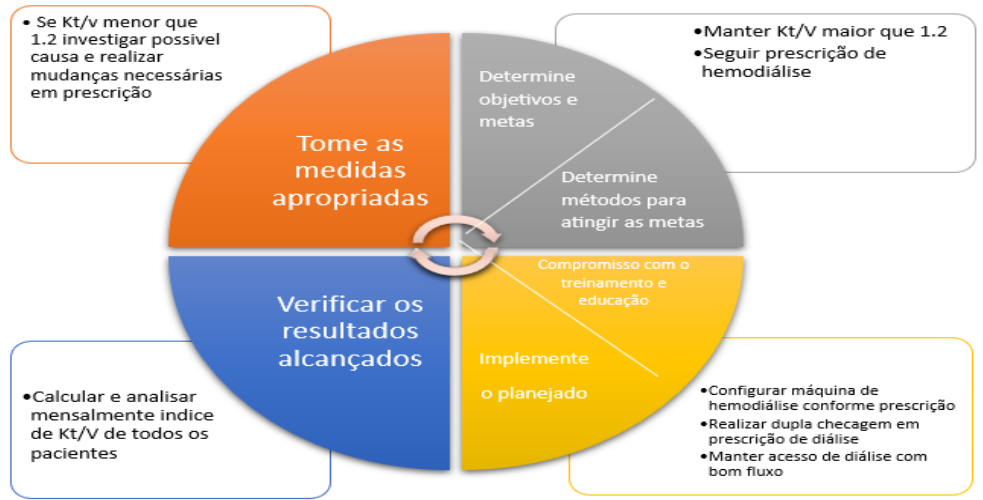 • Se Kt/v menor que
1.2 investigar possivel
causa e realizar
mudanças necessárias
em prescrição
•Manter Kt/V maior que 1.2
•Seguir prescrição de
hemodiálise
Tome as
medidas
apropriadas
Determine
objetivos e
metas
Determine
métodos para
atingir as metas
Verificar os
resultados
alcançados
Compromisso com o
treinamento e
educação
Implemente
o planejado
•Calcular e analisar
mensalmente indice
de Kt/V de todos os
pacientes
•Configurar máquina de
hemodiálise conforme prescrição
•Realizar dupla checagem em
prescrição de diálise
•Manter acesso de diálise com
bom fluxo